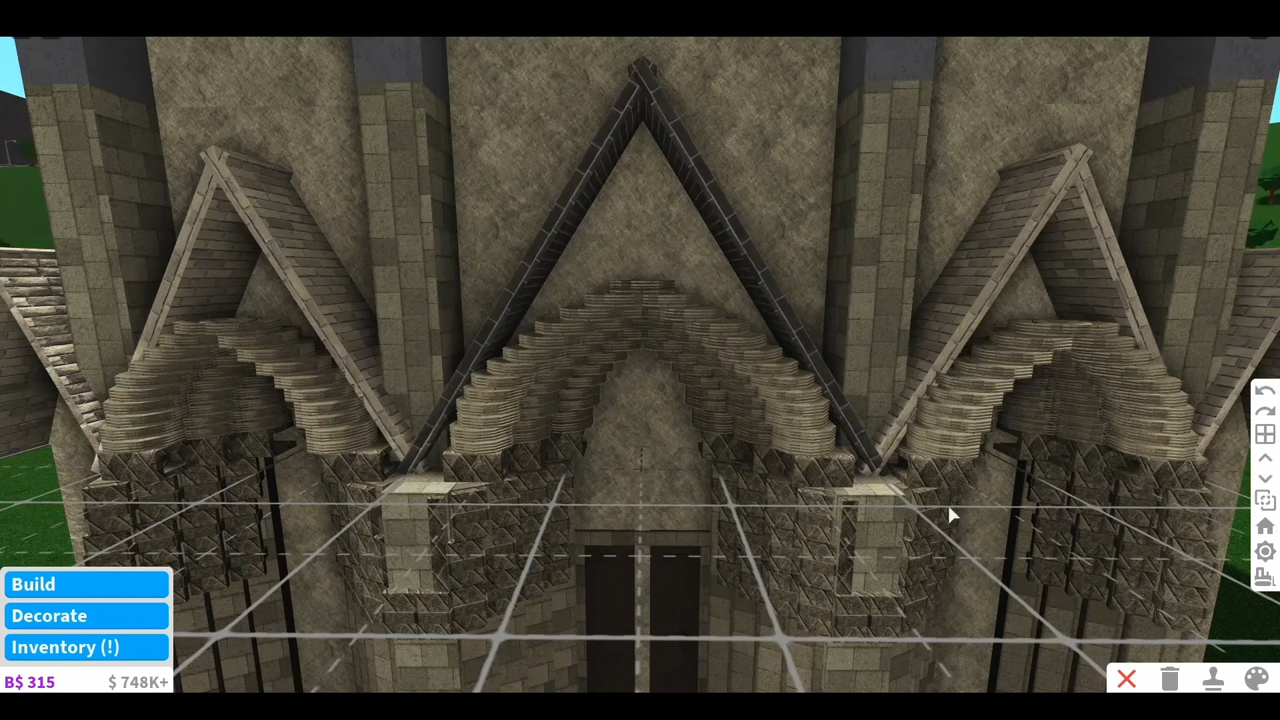 Build
Decorate
Inventory (!)
B$ 315 $ 748K+